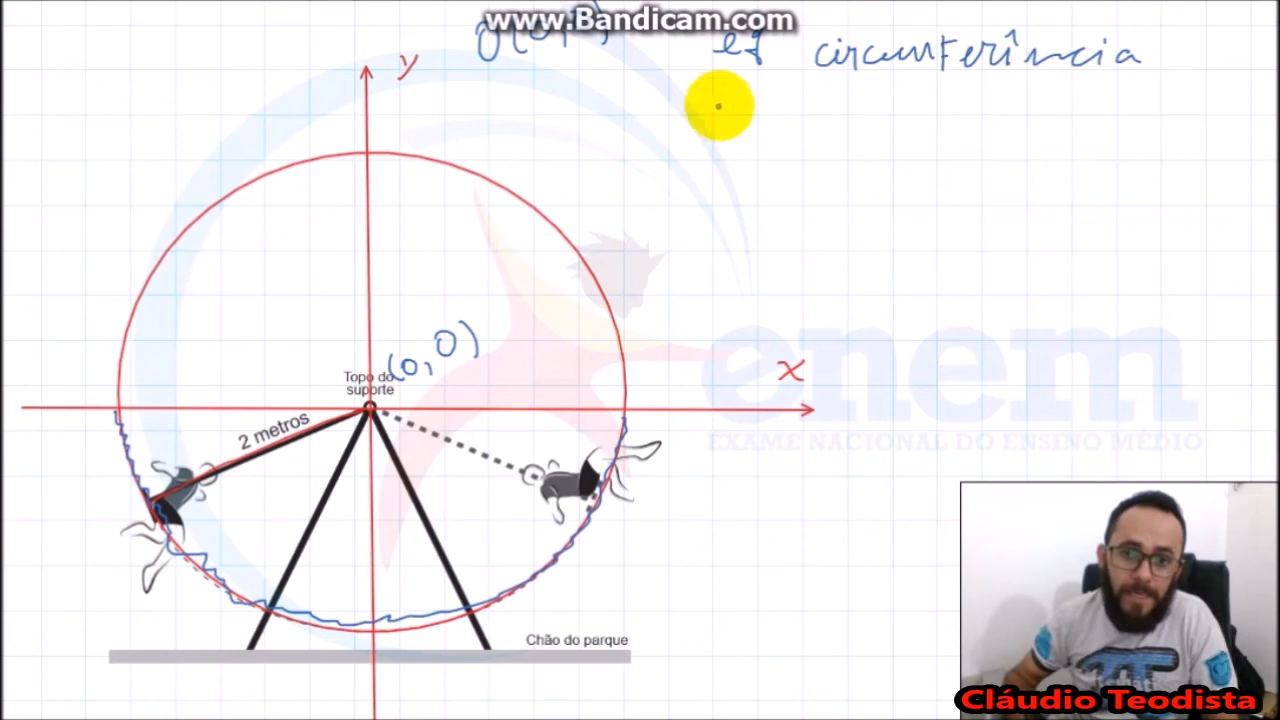 www.Bandicam.com
eq circunferência
y
(0,0)
x
Topo do
suporte
2 metros
enem
EXAME NACIONAL DO ENSINO MÉDIO
Chão do parque
Cláudio Teodista